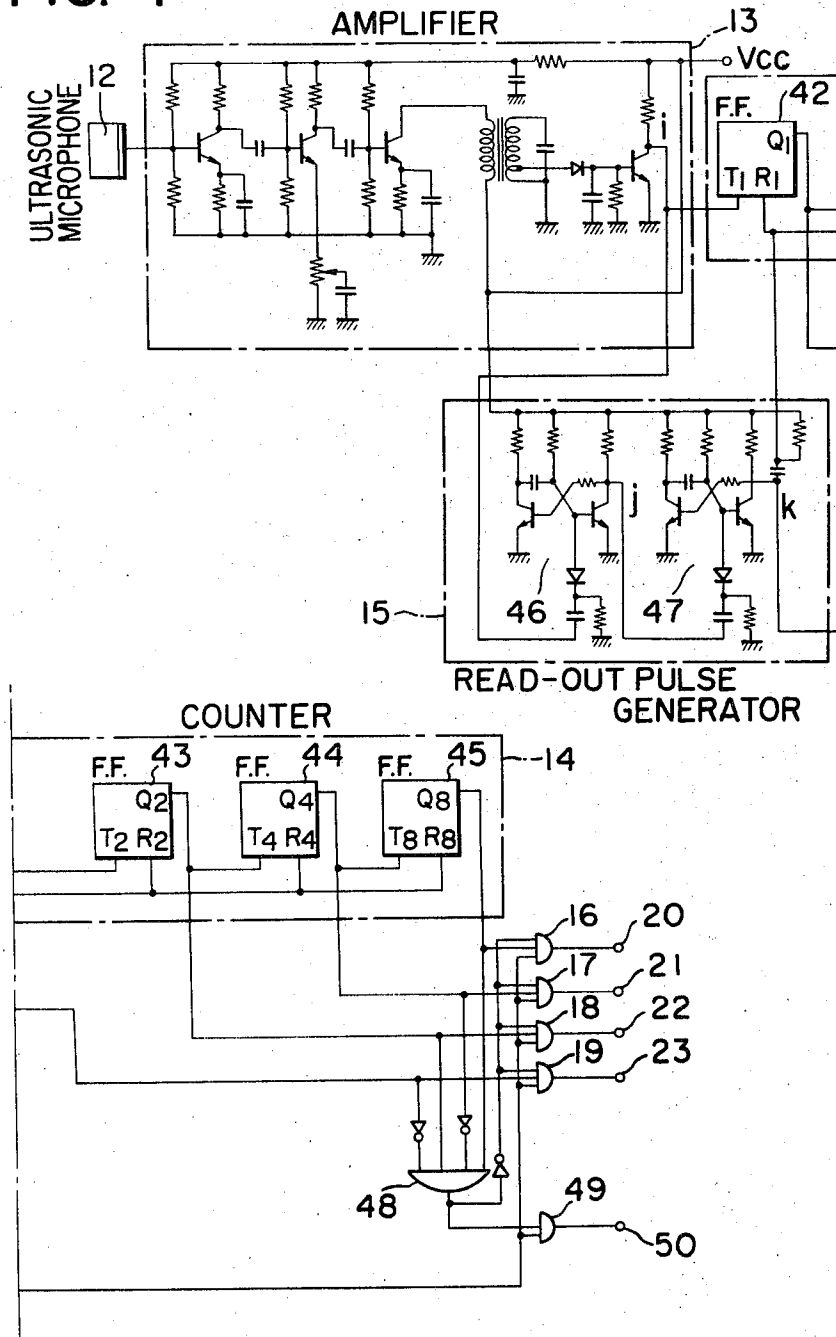 AMPLIFIER
13
VCC
12
ULTRASONIC
MICROPHONE
i
F.F.
42
Q1
T1 R1
j
k
46
47
15
READ-OUT PULSE
GENERATOR
COUNTER
14
F.F.
43
Q2
T2 R2
F.F.
44
Q4
T4 R4
F.F.
45
Q8
T8 R8
16
20
17
21
18
22
19
23
48
49
50